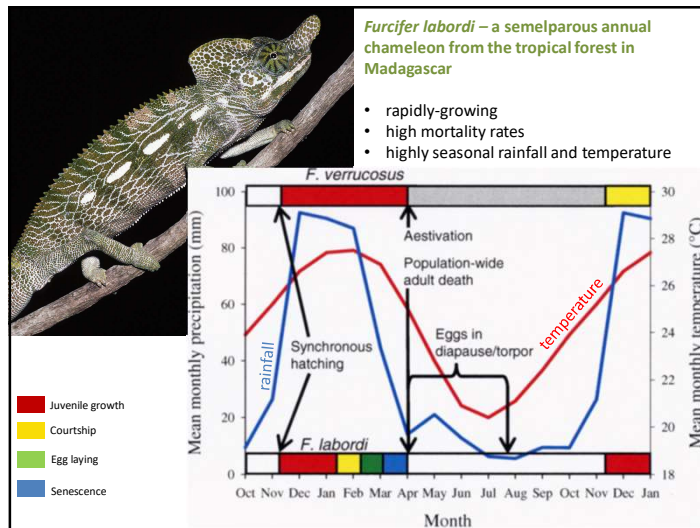 Furcifer labordi – a semelparous annual
chameleon from the tropical forest in
Madagascar
• rapidly-growing
• high mortality rates
• highly seasonal rainfall and temperature
F. verrucosus
100
80
60
40
20
0
Mean monthly precipitation (mm)
30
29
28
26
24
22
21
20
18
Mean monthly temperature (°C)
Aestivation
Population-wide
adult death
Eggs in
diapause/torpor
Synchronous
hatching
rainfall
temperature
Juvenile growth
Courtship
Egg laying
Senescence
F. labordi
Oct Nov Dec Jan Feb Mar Apr May Jun Jul Aug Sep Oct Nov Dec Jan
Month